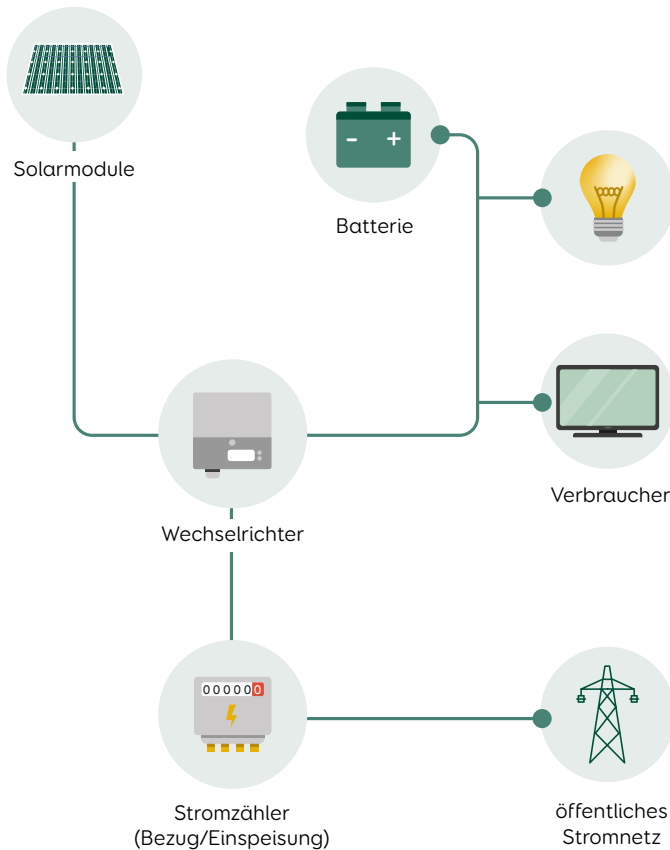 Solarmodule
Batterie
Verbraucher
Wechselrichter
000000
Stromzähler
(Bezug/Einspeisung)
öffentliches
Stromnetz